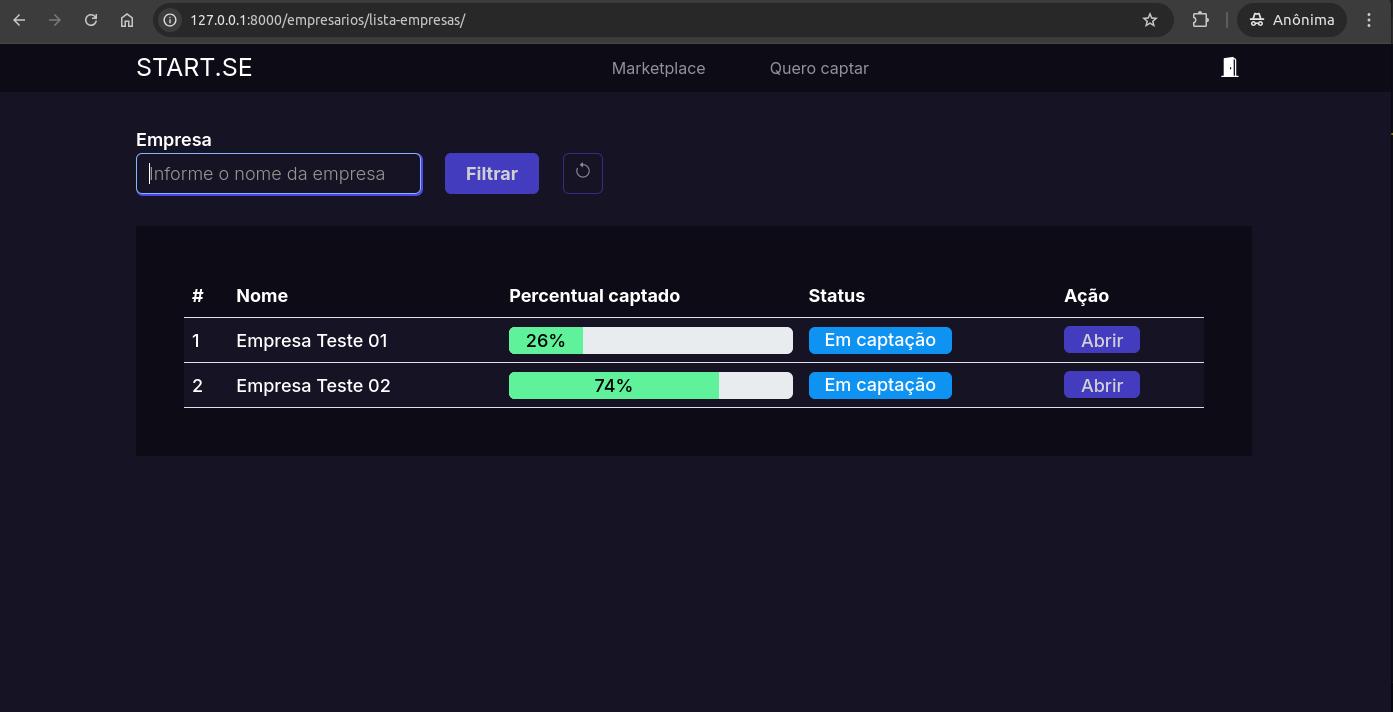 127.0.0.1:8000/empresarios/lista-empresas/
Anônima
START.SE
Marketplace
Quero captar
Empresa
Informe o nome da empresa
Filtrar
# Nome Percentual captado Status Ação
1 Empresa Teste 01 26% Em captação Abrir
2 Empresa Teste 02 74% Em captação Abrir